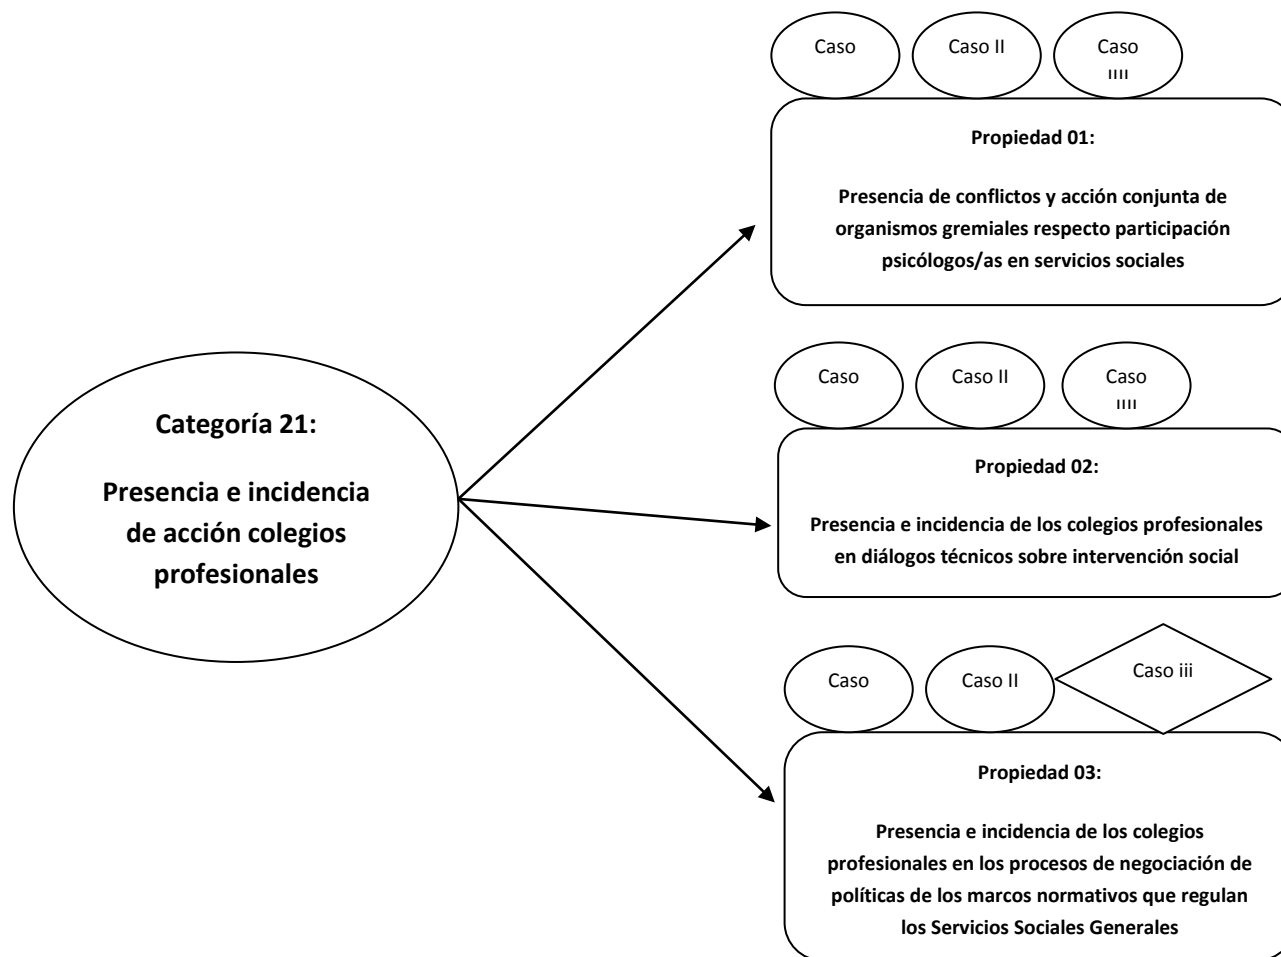 Caso
Caso II
Caso
IIII
Propiedad 01:
Presencia de conflictos y acción conjunta de
organismos gremiales respecto participación
psicólogos/as en servicios sociales
Caso
Caso II
Caso
IIII
Categoría 21:
Presencia e incidencia
de acción colegios
profesionales
Propiedad 02:
Presencia e incidencia de los colegios profesionales
en diálogos técnicos sobre intervención social
Caso
Caso II
Caso iii
Propiedad 03:
Presencia e incidencia de los colegios
profesionales en los procesos de negociación de
políticas de los marcos normativos que regulan
los Servicios Sociales Generales